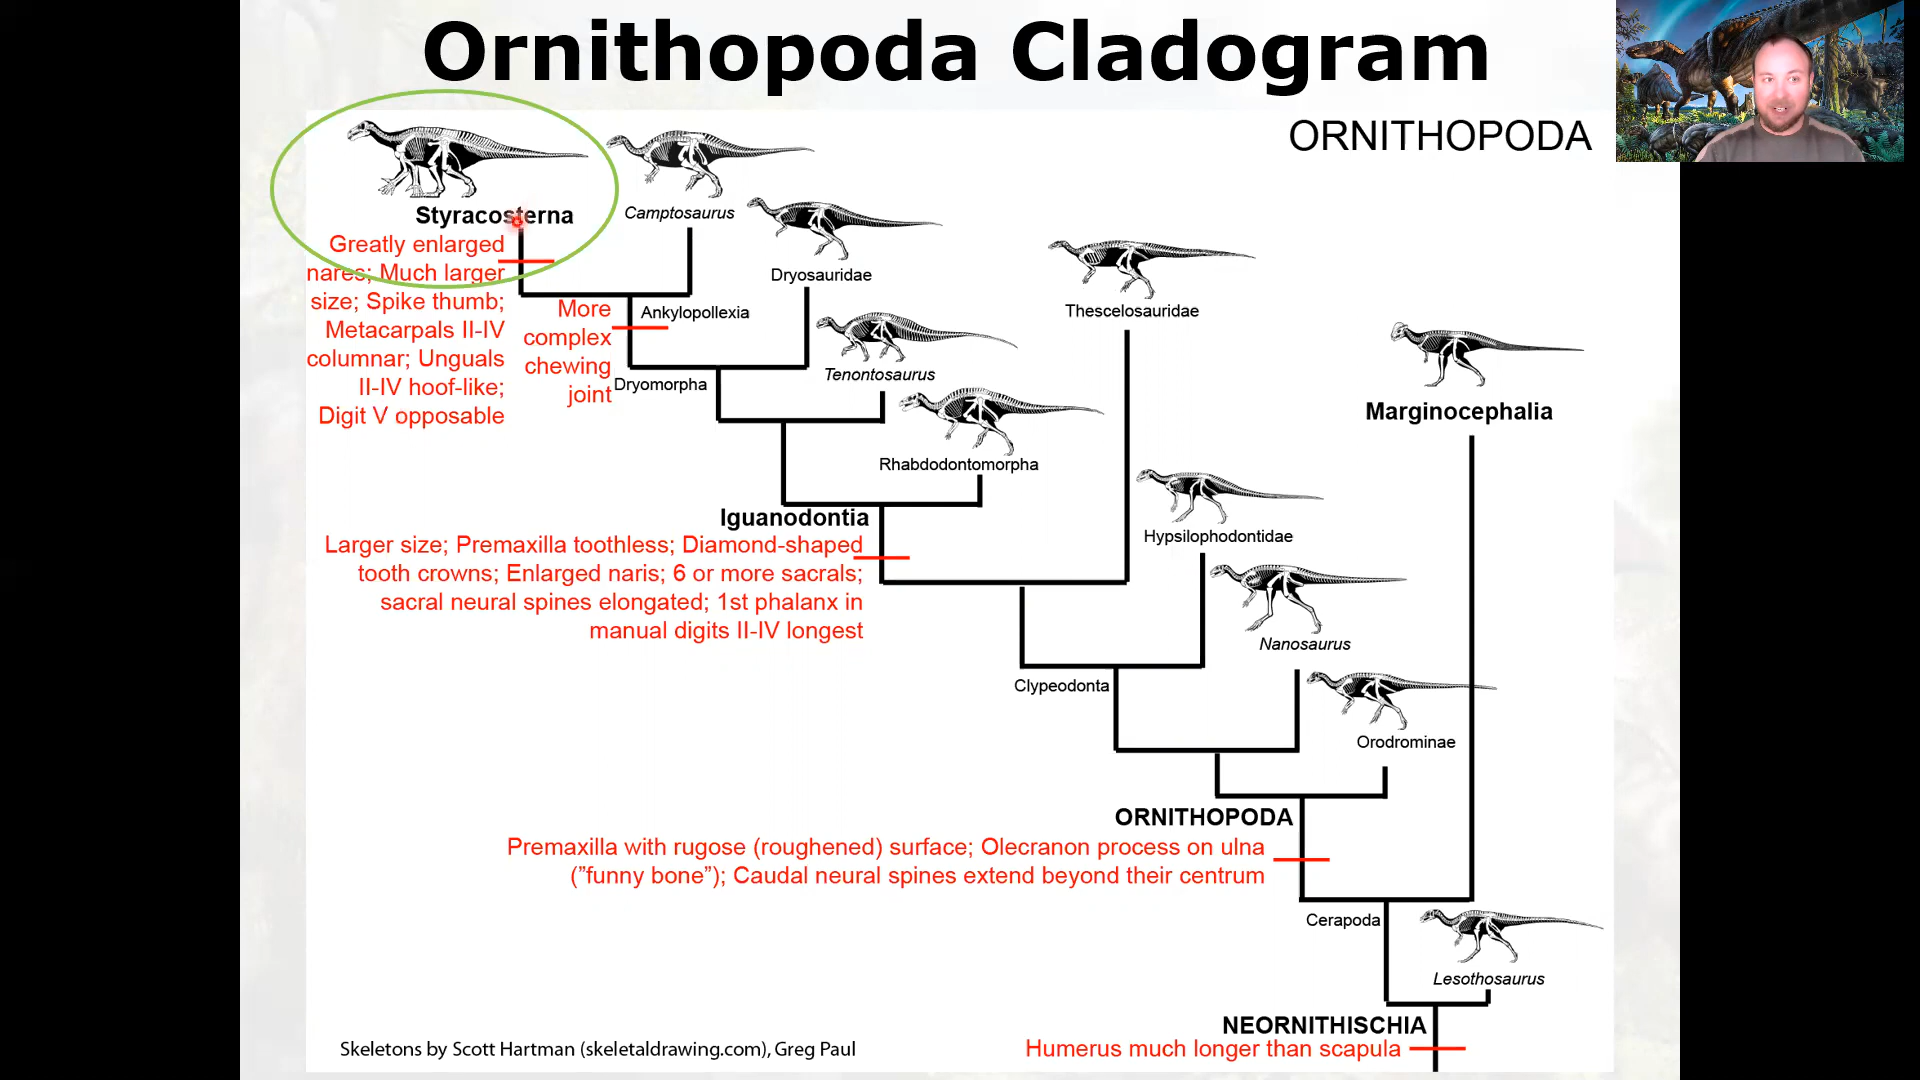 Ornithopoda Cladogram
ORNITHOPODA
Styracosterna
Camptosaurus
Greatly enlarged
nares; Much larger
size; Spike thumb;
Metacarpals II-IV
columnar; Unguals
II-IV hoof-like;
Digit V opposable
Dryosauridae
More
complex
chewing
joint
Ankylopollexia
Thescelosauridae
Tenontosaurus
Dryomorpha
Marginocephalia
Rhabdodontomorpha
Iguanodontia
Larger size; Premaxilla toothless; Diamond-shaped
tooth crowns; Enlarged naris; 6 or more sacrals;
sacral neural spines elongated; 1st phalanx in
manual digits II-IV longest
Hypsilophodontidae
Nanosaurus
Clypeodonta
Orodrominae
ORNITHOPODA
Premaxilla with rugose (roughened) surface; Olecranon process on ulna
(”funny bone”); Caudal neural spines extend beyond their centrum
Cerapoda
Lesothosaurus
NEORNITHISCHIA
Humerus much longer than scapula
Skeletons by Scott Hartman (skeletaldrawing.com), Greg Paul